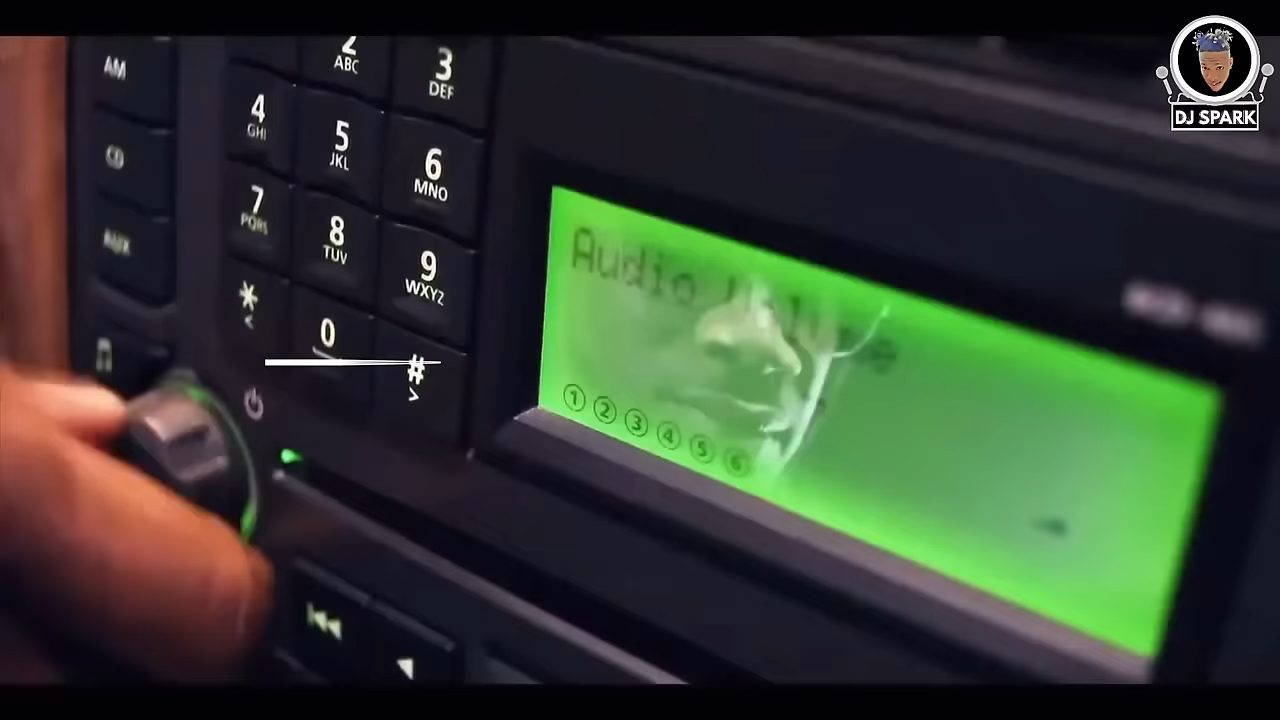 DJ SPARK
AM
CD
AUX
2
ABC
3
DEF
4
GHI
5
JKL
6
MNO
7
PQRS
8
TUV
9
WXYZ
*
<
0
#
>
Audio
1 2 3 4 5 6